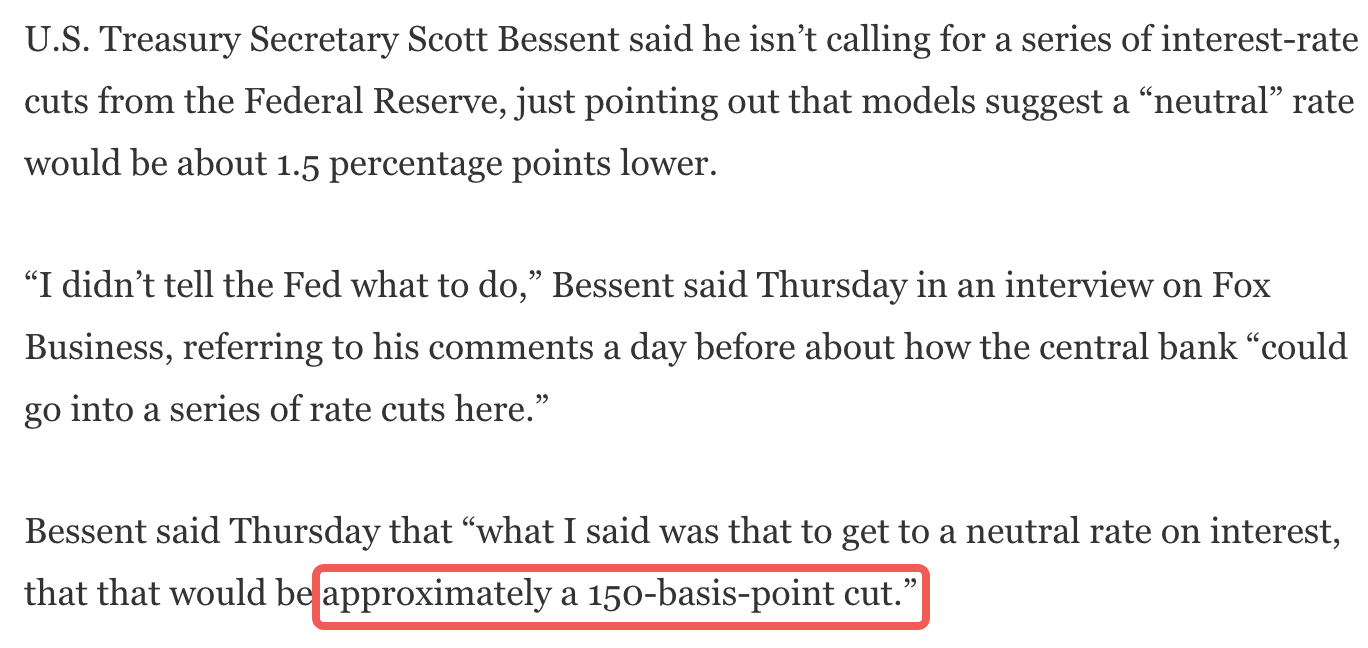 U.S. Treasury Secretary Scott Bessent said he isn’t calling for a series of interest-rate
cuts from the Federal Reserve, just pointing out that models suggest a “neutral” rate
would be about 1.5 percentage points lower.
“I didn’t tell the Fed what to do,” Bessent said Thursday in an interview on Fox
Business, referring to his comments a day before about how the central bank “could
go into a series of rate cuts here.”
Bessent said Thursday that “what I said was that to get to a neutral rate on interest,
that that would be approximately a 150-basis-point cut.”